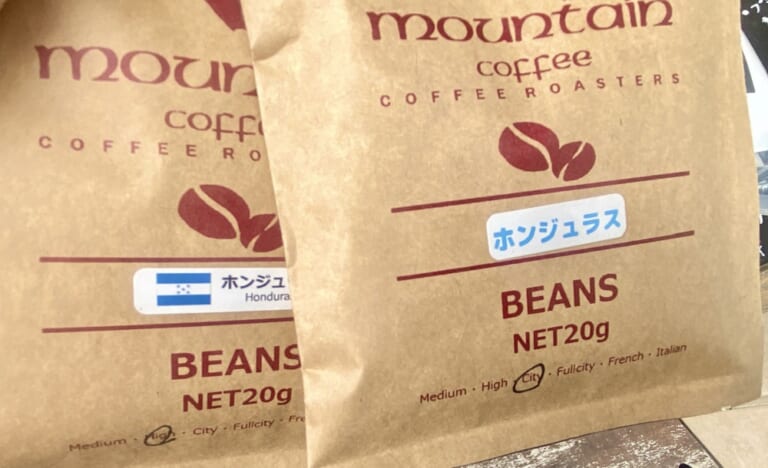 moun
coff
COFFEE RO
ホンジュ
Hondura
BEANS
NET20g
Medium · High · City · Fullcity · Fre
mountain
coffee
COFFEE ROASTERS
ホンジュラス
BEANS
NET20g
Medium · High · City · Fullcity · French · Italian